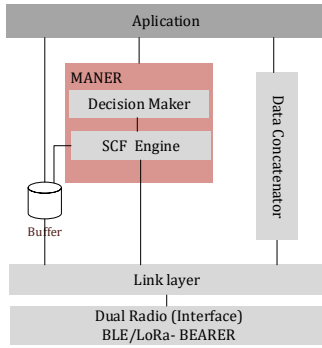 Aplication
MANER
Decision Maker
SCF Engine
Data Concatenator
Buffer
Link layer
Dual Radio (Interface)
BLE/LoRa- BEARER